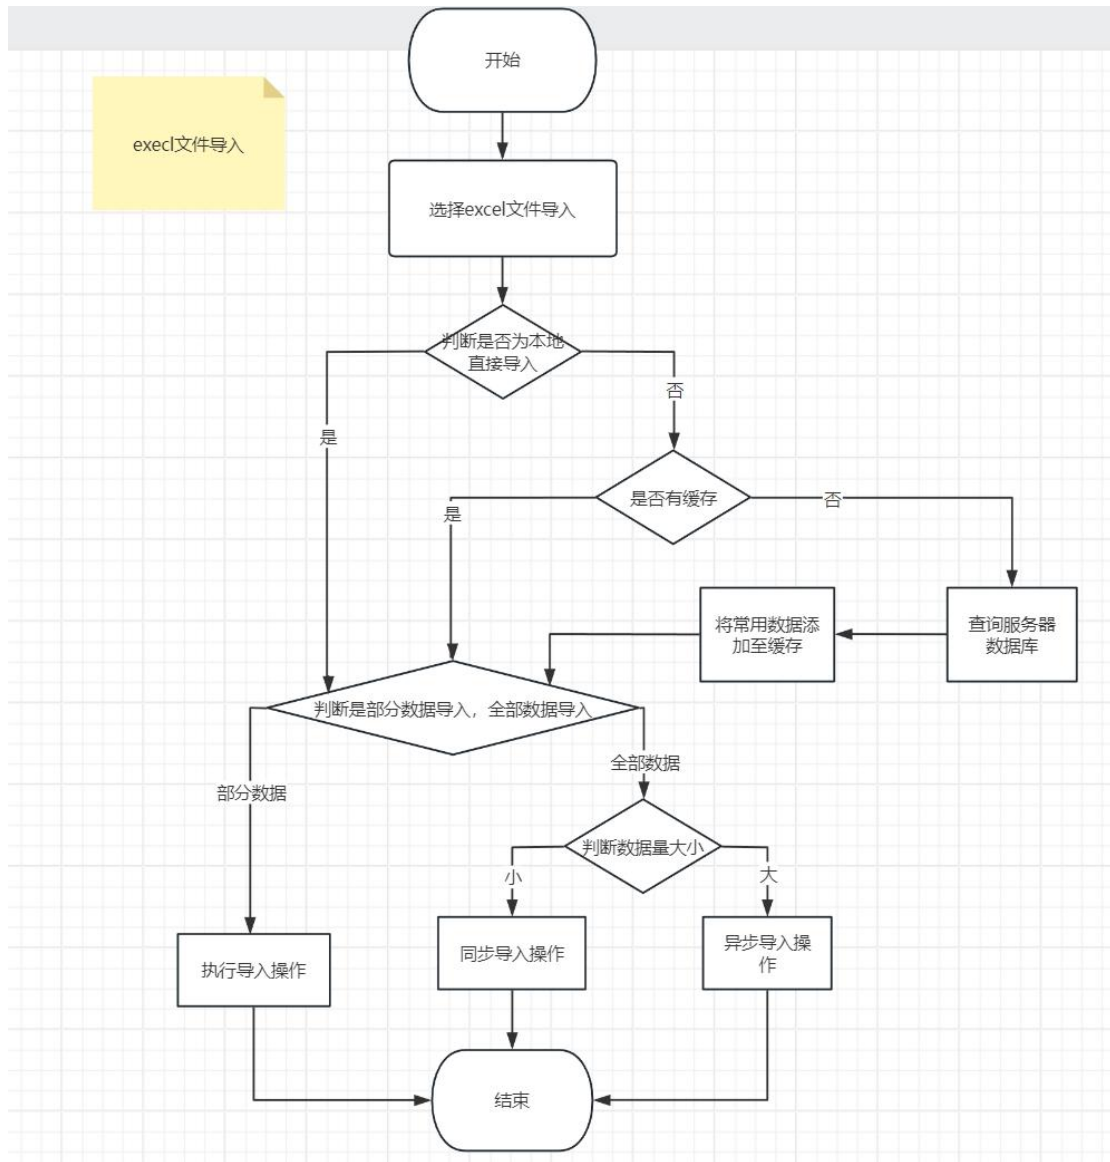 开始
execl文件导入
选择excel文件导入
判断是否为本地
直接导入
否
是
是否有缓存
否
是
将常用数据添
加至缓存
查询服务器
数据库
判断是部分数据导入，全部数据导入
全部数据
部分数据
判断数据量大小
小
大
同步导入操作
异步导入操
作
执行导入操作
结束